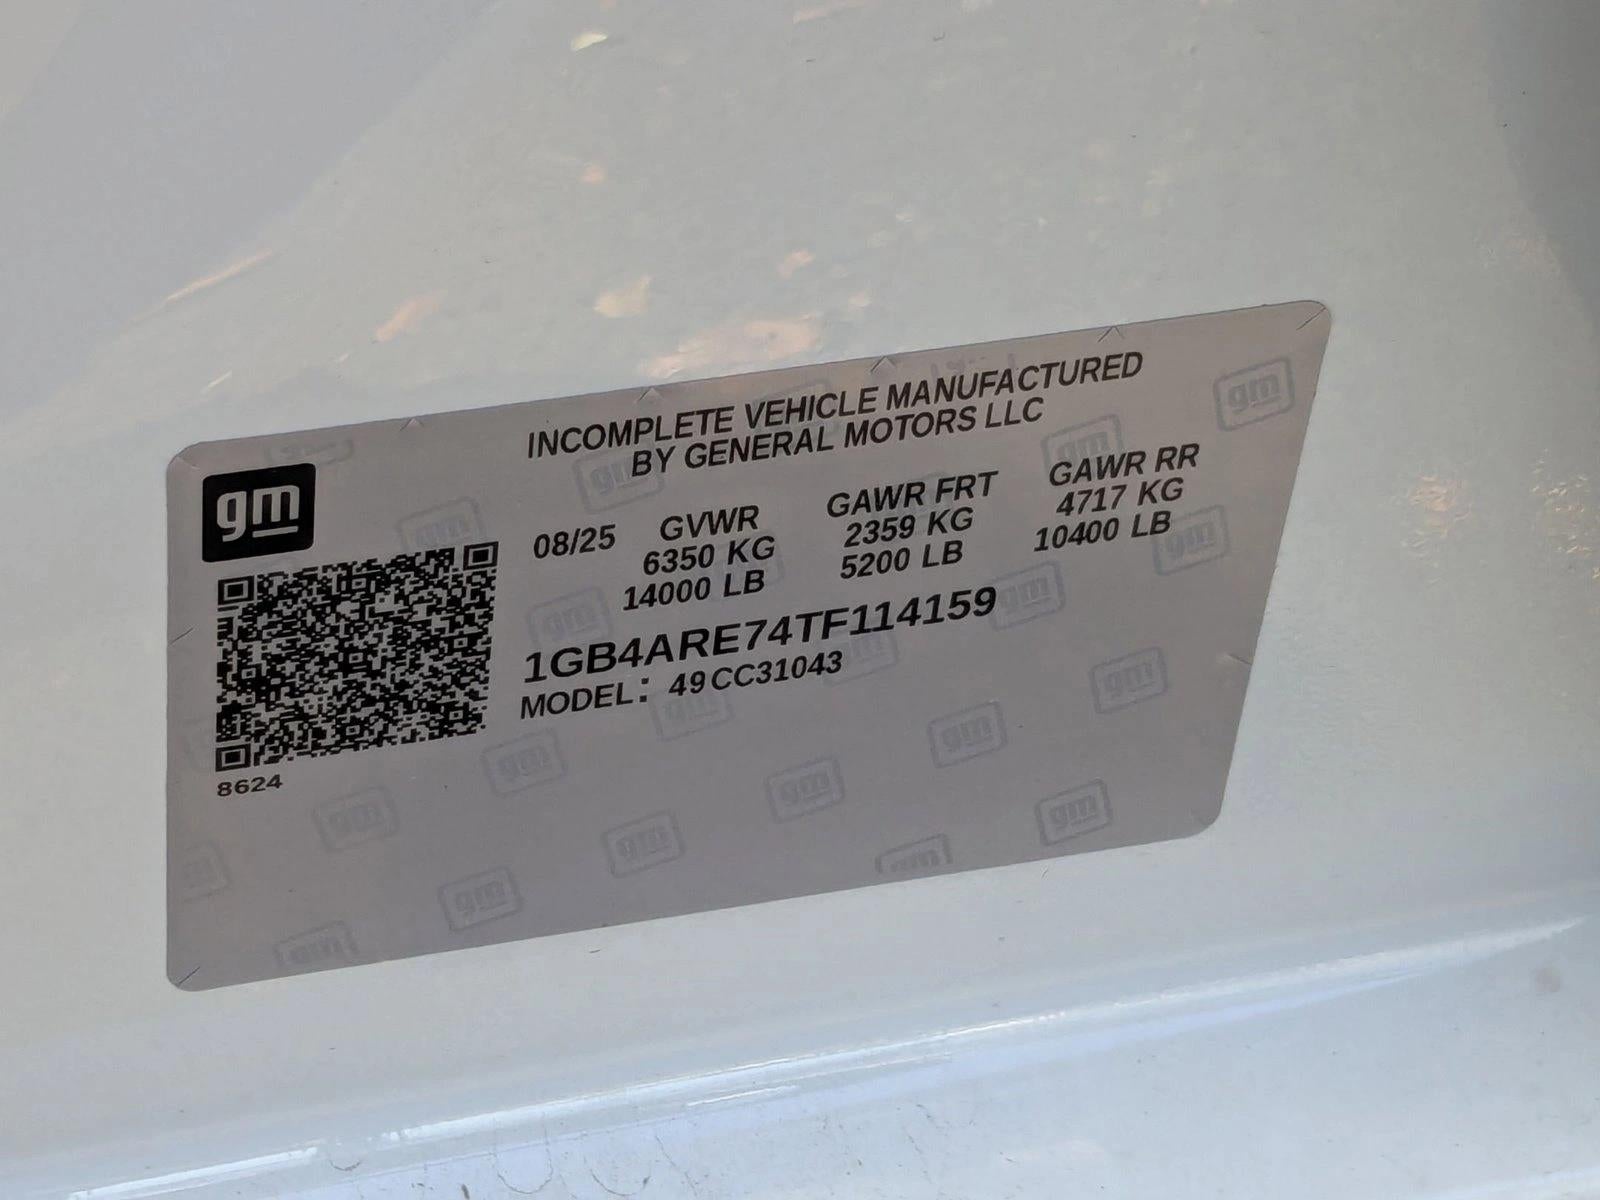 INCOMPLETE VEHICLE MANUFACTURED
BY GENERAL MOTORS LLC
gm
08/25 GVWR GAWR FRT GAWR RR
6350 KG 2359 KG 4717 KG
14000 LB 5200 LB 10400 LB
1GB4ARE74TF114159
MODEL: 49CC31043
8624